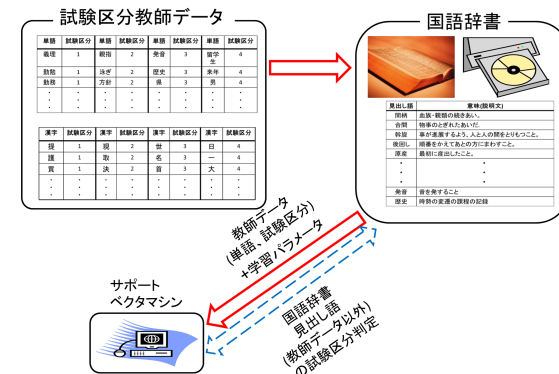 試験区分教師データ
単語 試験区分 単語 試験区分 単語 試験区分 単語 試験区分
義理 1 親指 2 発音 3 留学生 4
勤勉 1 泳ぎ 2 歴史 3 来年 4
勤務 1 方針 2 県 3 男 4
漢字 試験区分 漢字 試験区分 漢字 試験区分 漢字 試験区分
提 1 現 2 世 3 日 4
護 1 取 2 名 3 一 4
賞 1 決 2 首 3 大 4
国語辞書
見出し語 意味(説明文)
間柄 血族・親類の続きあい。
合間 物事のとぎれたあいだ。
斡旋 事が進展するよう、人と人の間をとりもつこと。
後回し 順番をかえてあとの方にまわすこと。
原産 最初に産出したこと。
発音 音を発すること
歴史 時勢の変遷の課程の記録
教師データ
(単語、試験区分)
+学習パラメータ
サポート
ベクタマシン
国語辞書
見出し語
(教師データ以外)
の試験区分判定